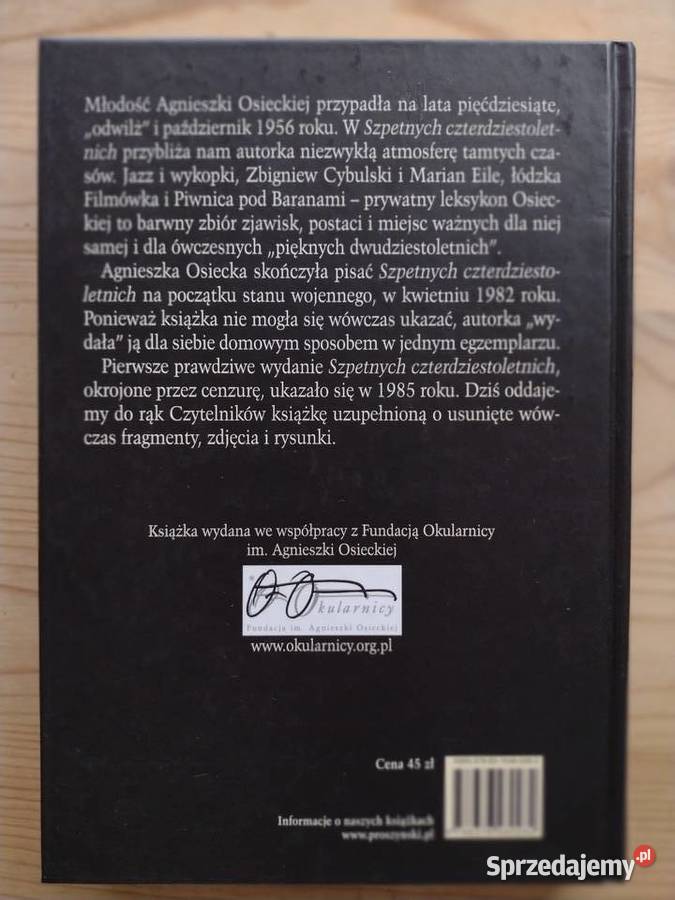 Młodość Agnieszki Osieckiej przypadła na lata pięćdziesiąte,
„odwilż” i październik 1956 roku. W Szpetnych czterdziestolet-
nich przybliża nam autorka niezwykłą atmosferę tamtych cza-
sów. Jazz i wykopki, Zbigniew Cybulski i Marian Eile, łódzka
Filmówka i Piwnica pod Baranami – prywatny leksykon Osiec-
kiej to barwny zbiór zjawisk, postaci i miejsc ważnych dla niej
samej i dla ówczesnych „pięknych dwudziestoletnich”.
Agnieszka Osiecka skończyła pisać Szpetnych czterdziesto-
letnich na początku stanu wojennego, w kwietniu 1982 roku.
Ponieważ książka nie mogła się wówczas ukazać, autorka „wy-
dała” ją dla siebie domowym sposobem w jednym egzemplarzu.
Pierwsze prawdziwe wydanie Szpetnych czterdziestoletnich,
okrojone przez cenzurę, ukazało się w 1985 roku. Dziś oddaje-
my do rąk Czytelników książkę uzupełnioną o usunięte wów-
czas fragmenty, zdjęcia i rysunki.
Książka wydana we współpracy z Fundacją Okularnicy
im. Agnieszki Osieckiej
Okularnicy
Fundacja im. Agnieszki Osieckiej
www.okularnicy.org.pl
Cena 45 zł
Informacje o naszych książkach
www.proszynski.pl
Sprzedajemy.pl